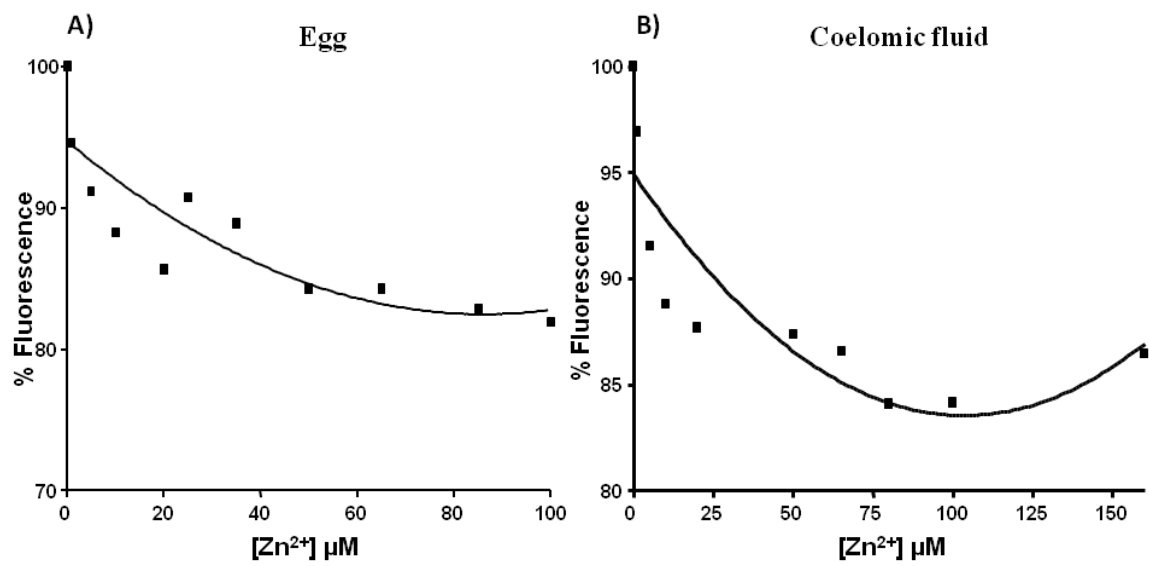 A)
Egg
100
90
80
70
% Fluorescence
0 20 40 60 80 100
[Zn²⁺] µM
B)
Coelomic fluid
100
95
90
85
80
% Fluorescence
0 25 50 75 100 125 150
[Zn²⁺] µM